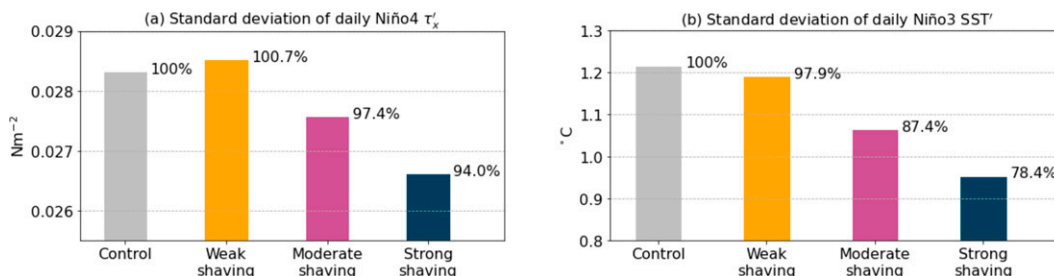 (a) Standard deviation of daily Niño4 τ′ₓ
0.029
0.028
0.027
0.026
Nm⁻²
100%
100.7%
97.4%
94.0%
Control
Weak
shaving
Moderate
shaving
Strong
shaving
(b) Standard deviation of daily Niño3 SST′
1.3
1.2
1.1
1.0
0.9
0.8
°C
100%
97.9%
87.4%
78.4%
Control
Weak
shaving
Moderate
shaving
Strong
shaving